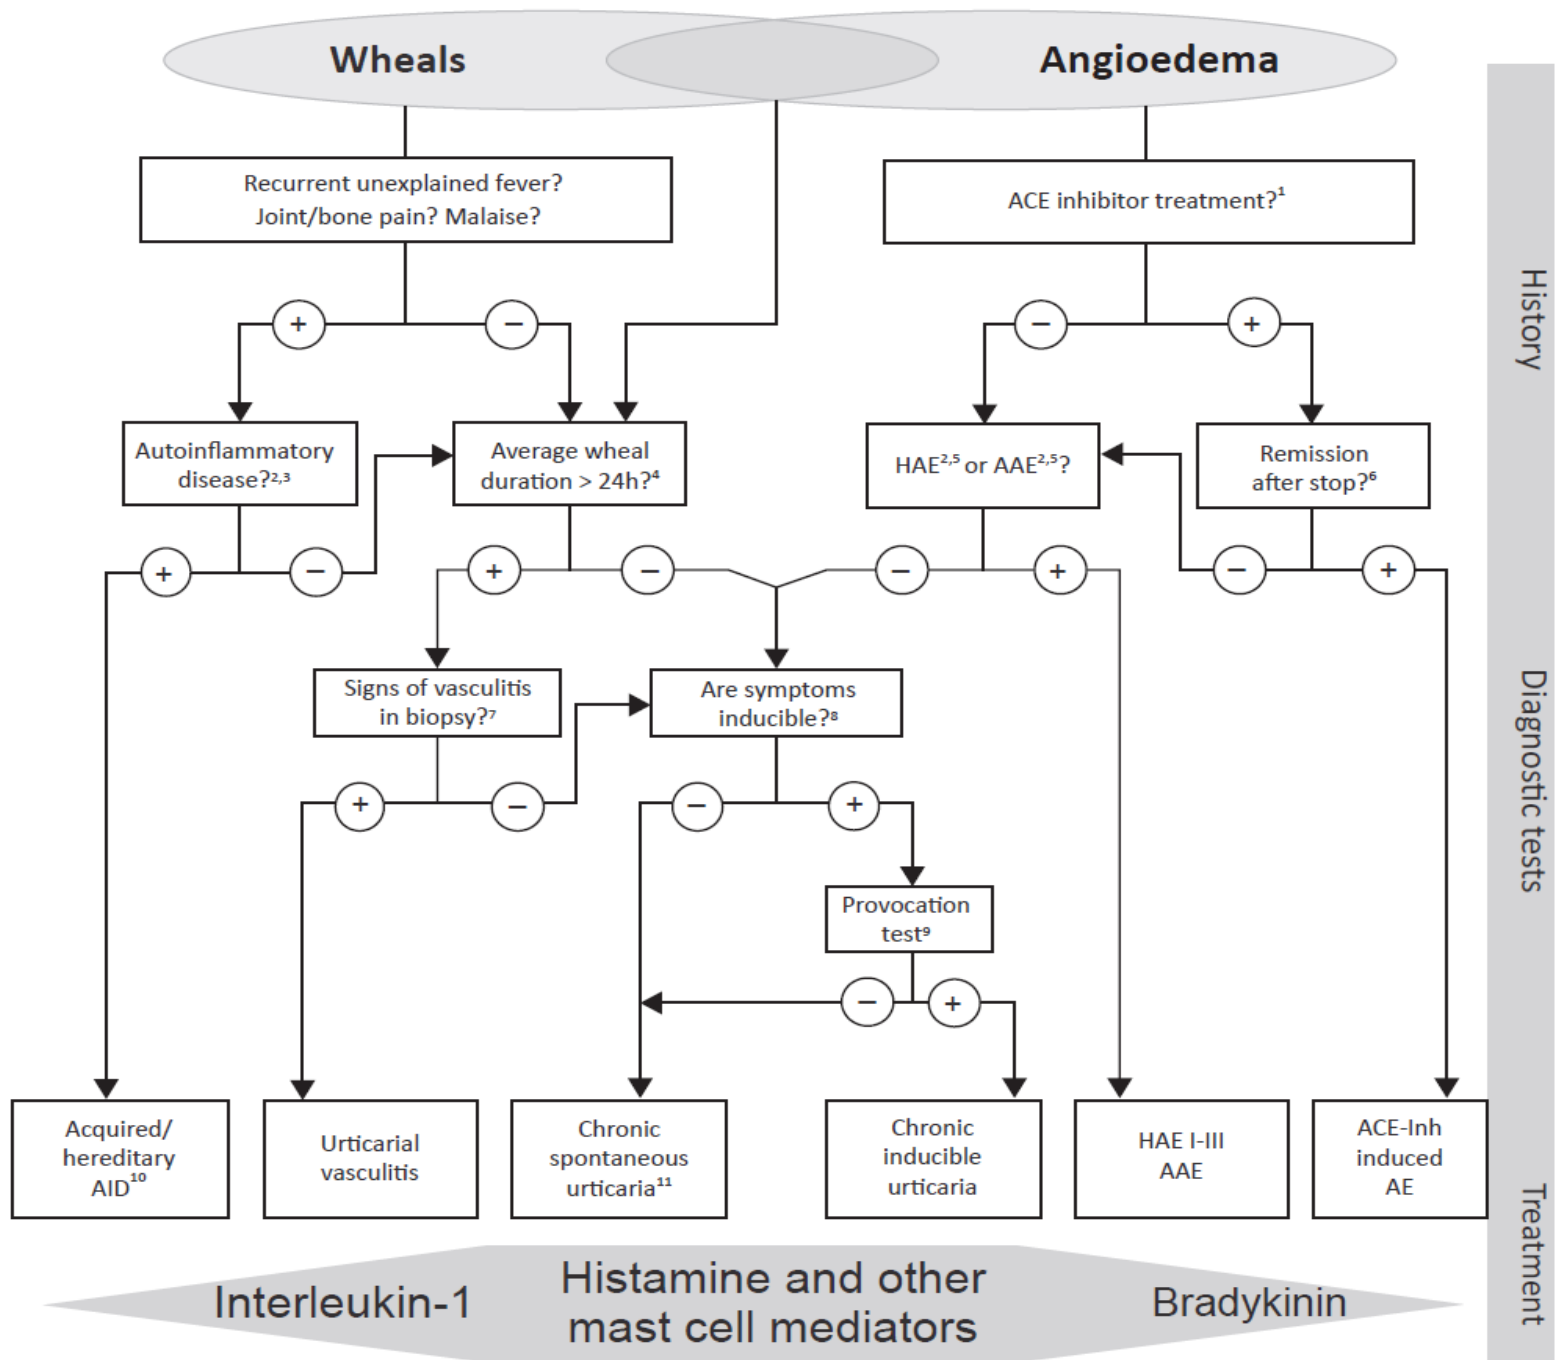 Wheals
Angioedema
Recurrent unexplained fever?
Joint/bone pain? Malaise?
ACE inhibitor treatment?¹
History
+
−
−
+
Autoinflammatory
disease?²,³
Average wheal
duration > 24h?⁴
HAE²,⁵ or AAE²,⁵?
Remission
after stop?⁶
+
−
+
−
−
+
−
+
Signs of vasculitis
in biopsy?⁷
Are symptoms
inducible?⁸
Diagnostic tests
+
−
−
+
Provocation
test⁹
−
+
Acquired/
hereditary
AID¹⁰
Urticarial
vasculitis
Chronic
spontaneous
urticaria¹¹
Chronic
inducible
urticaria
HAE I-III
AAE
ACE-Inh
induced
AE
Treatment
Interleukin-1
Histamine and other
mast cell mediators
Bradykinin